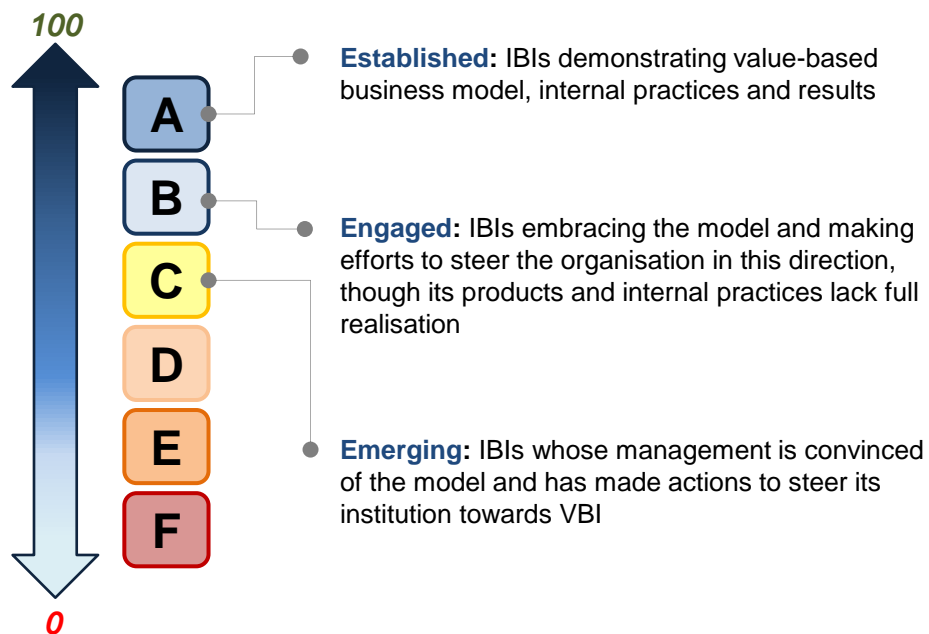 100
A
Established: IBIs demonstrating value-based
business model, internal practices and results
B
Engaged: IBIs embracing the model and making
efforts to steer the organisation in this direction,
though its products and internal practices lack full
realisation
C
D
E
Emerging: IBIs whose management is convinced
of the model and has made actions to steer its
institution towards VBI
F
0